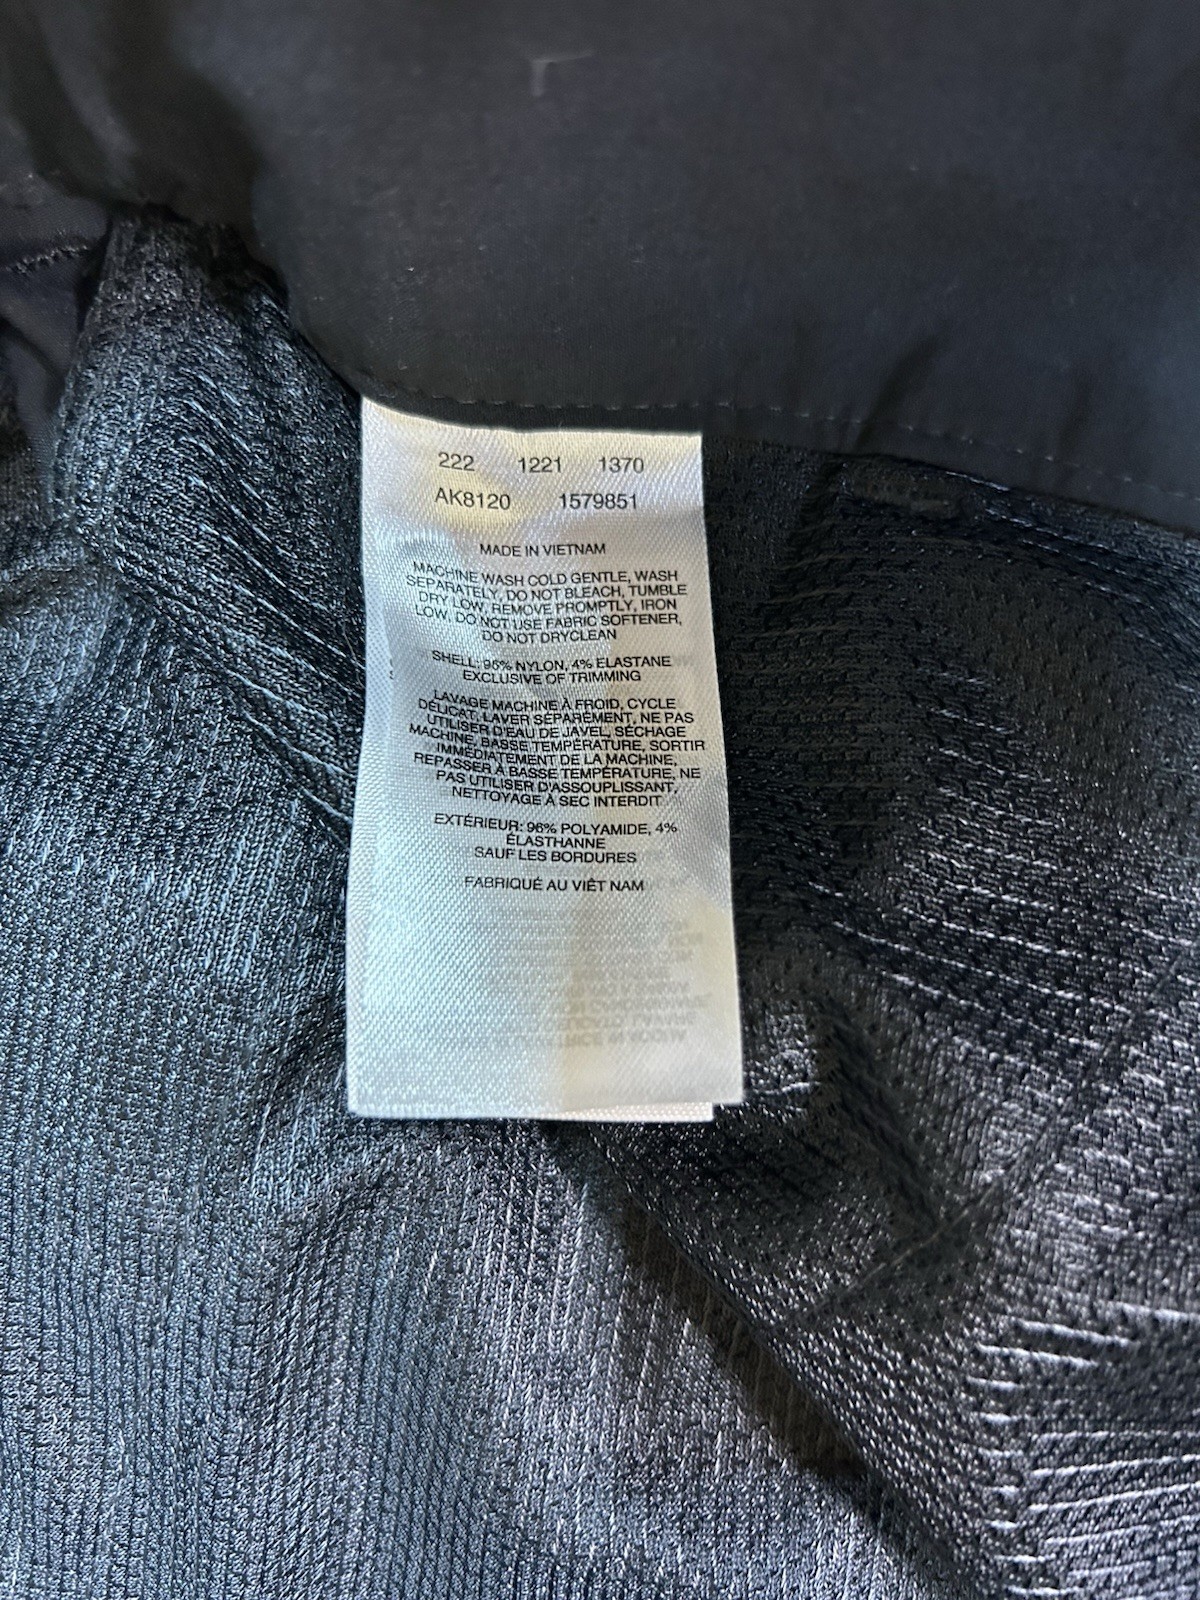 222 1221 1370
AK8120 1579851
MADE IN VIETNAM
MACHINE WASH COLD GENTLE, WASH
SEPARATELY, DO NOT BLEACH, TUMBLE
DRY LOW, REMOVE PROMPTLY, IRON
LOW, DO NOT USE FABRIC SOFTENER,
DO NOT DRYCLEAN
SHELL: 96% NYLON, 4% ELASTANE
EXCLUSIVE OF TRIMMING
LAVAGE MACHINE À FROID, CYCLE
DÉLICAT, LAVER SÉPARÉMENT, NE PAS
UTILISER D'EAU DE JAVEL, SÉCHAGE
MACHINE, BASSE TEMPÉRATURE, SORTIR
IMMÉDIATEMENT DE LA MACHINE,
REPASSER À BASSE TEMPÉRATURE, NE
PAS UTILISER D'ASSOUPLISSANT,
NETTOYAGE À SEC INTERDIT
EXTÉRIEUR: 96% POLYAMIDE, 4%
ÉLASTHANNE
SAUF LES BORDURES
FABRIQUÉ AU VIÊT NAM